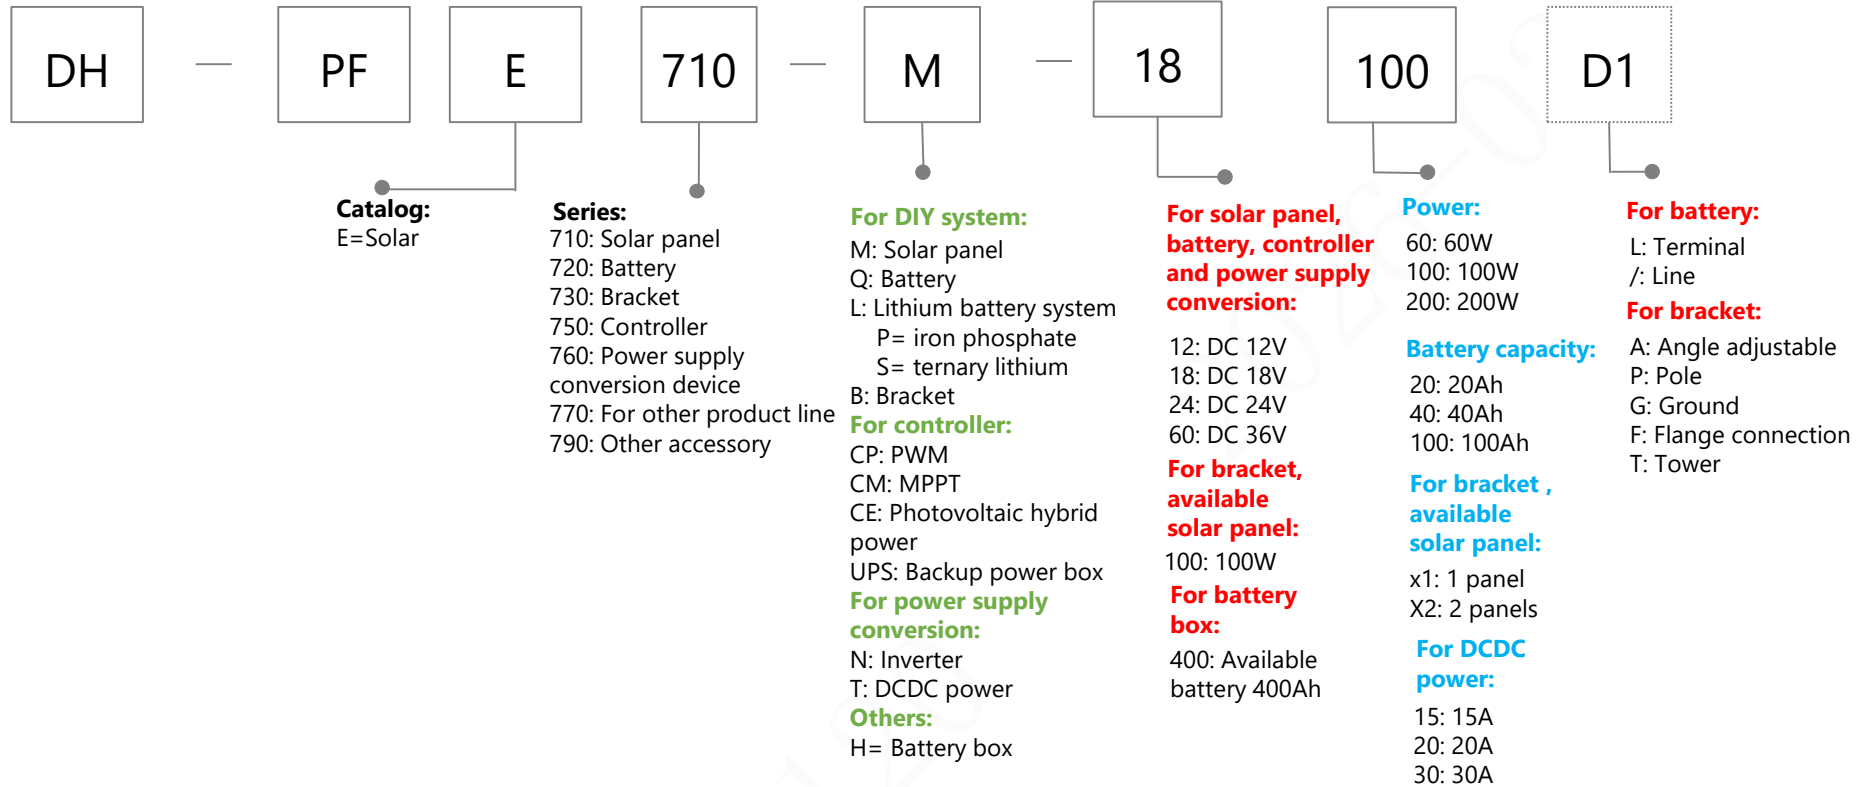 DH — PF E 710 — M — 18 100 D1
Catalog:
E=Solar
Series:
710: Solar panel
720: Battery
730: Bracket
750: Controller
760: Power supply
conversion device
770: For other product line
790: Other accessory
For DIY system:
M: Solar panel
Q: Battery
L: Lithium battery system
P= iron phosphate
S= ternary lithium
B: Bracket
For controller:
CP: PWM
CM: MPPT
CE: Photovoltaic hybrid
power
UPS: Backup power box
For power supply
conversion:
N: Inverter
T: DCDC power
Others:
H= Battery box
For solar panel,
battery, controller
and power supply
conversion:
12: DC 12V
18: DC 18V
24: DC 24V
60: DC 36V
For bracket,
available
solar panel:
100: 100W
For battery
box:
400: Available
battery 400Ah
Power:
60: 60W
100: 100W
200: 200W
Battery capacity:
20: 20Ah
40: 40Ah
100: 100Ah
For bracket ,
available
solar panel:
x1: 1 panel
X2: 2 panels
For DCDC
power:
15: 15A
20: 20A
30: 30A
For battery:
L: Terminal
/: Line
For bracket:
A: Angle adjustable
P: Pole
G: Ground
F: Flange connection
T: Tower